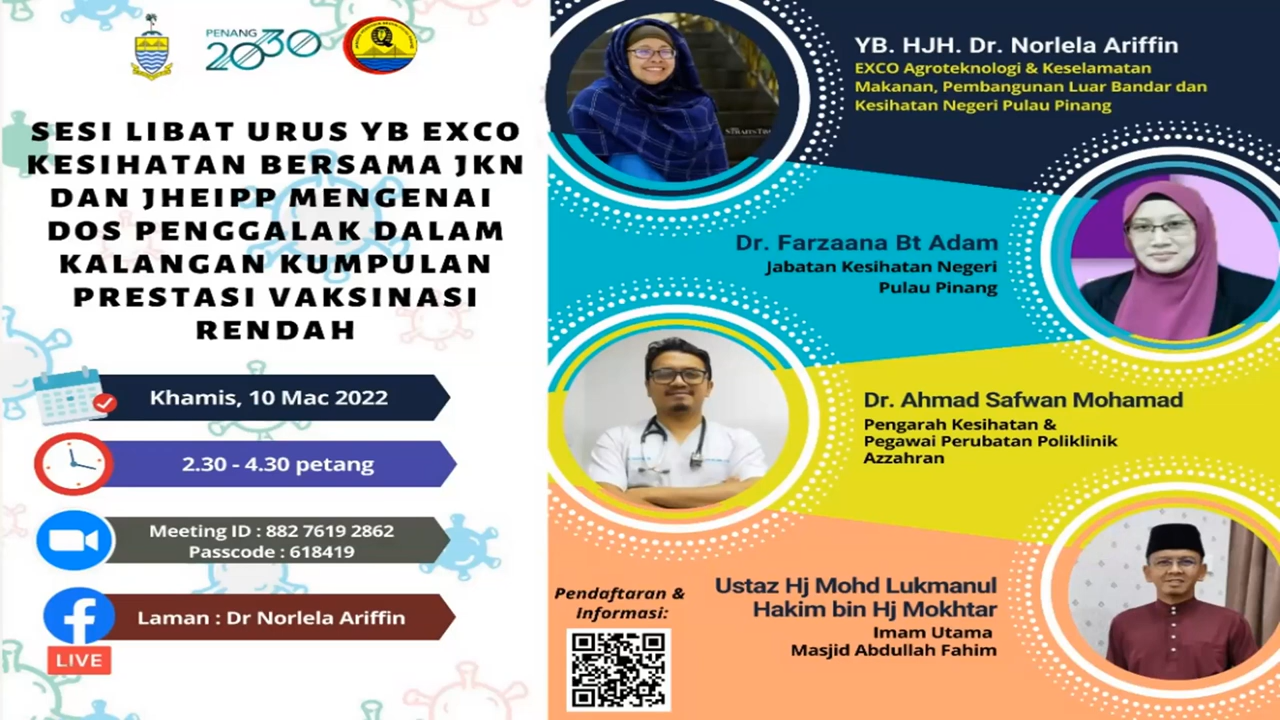 PENANG
2030
SESI LIBAT URUS YB EXCO
KESIHATAN BERSAMA JKN
DAN JHEIPP MENGENAI
DOS PENGGALAK DALAM
KALANGAN KUMPULAN
PRESTASI VAKSINASI
RENDAH
Khamis, 10 Mac 2022
2.30 - 4.30 petang
Meeting ID : 882 7619 2862
Passcode : 618419
Laman : Dr Norlela Ariffin
LIVE
YB. HJH. Dr. Norlela Ariffin
EXCO Agroteknologi & Keselamatan
Makanan, Pembangunan Luar Bandar dan
Kesihatan Negeri Pulau Pinang
Dr. Farzaana Bt Adam
Jabatan Kesihatan Negeri
Pulau Pinang
Dr. Ahmad Safwan Mohamad
Pengarah Kesihatan &
Pegawai Perubatan Poliklinik
Azzahran
Ustaz Hj Mohd Lukmanul
Hakim bin Hj Mokhtar
Imam Utama
Masjid Abdullah Fahim
Pendaftaran &
Informasi: